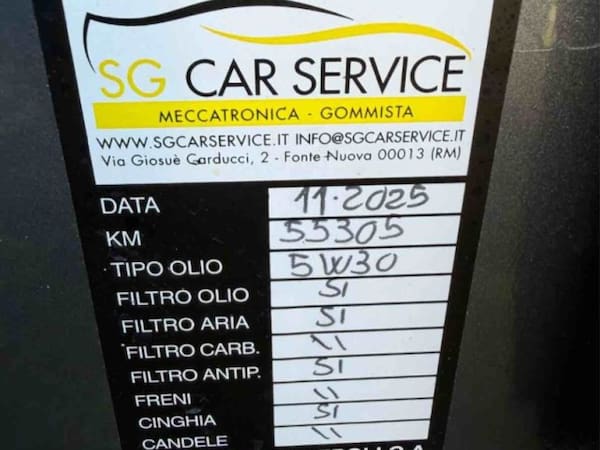 SG CAR SERVICE
MECCATRONICA - GOMMISTA
WWW.SGCARSERVICE.IT INFO@SGCARSERVICE.IT
Via Giosuè Carducci, 2 - Fonte Nuova 00013 (RM)
DATA 11.2025
KM 55305
TIPO OLIO 5W30
FILTRO OLIO SI
FILTRO ARIA SI
FILTRO CARB. \\
FILTRO ANTIP. SI
FRENI \\
CINGHIA SI
CANDELE \\